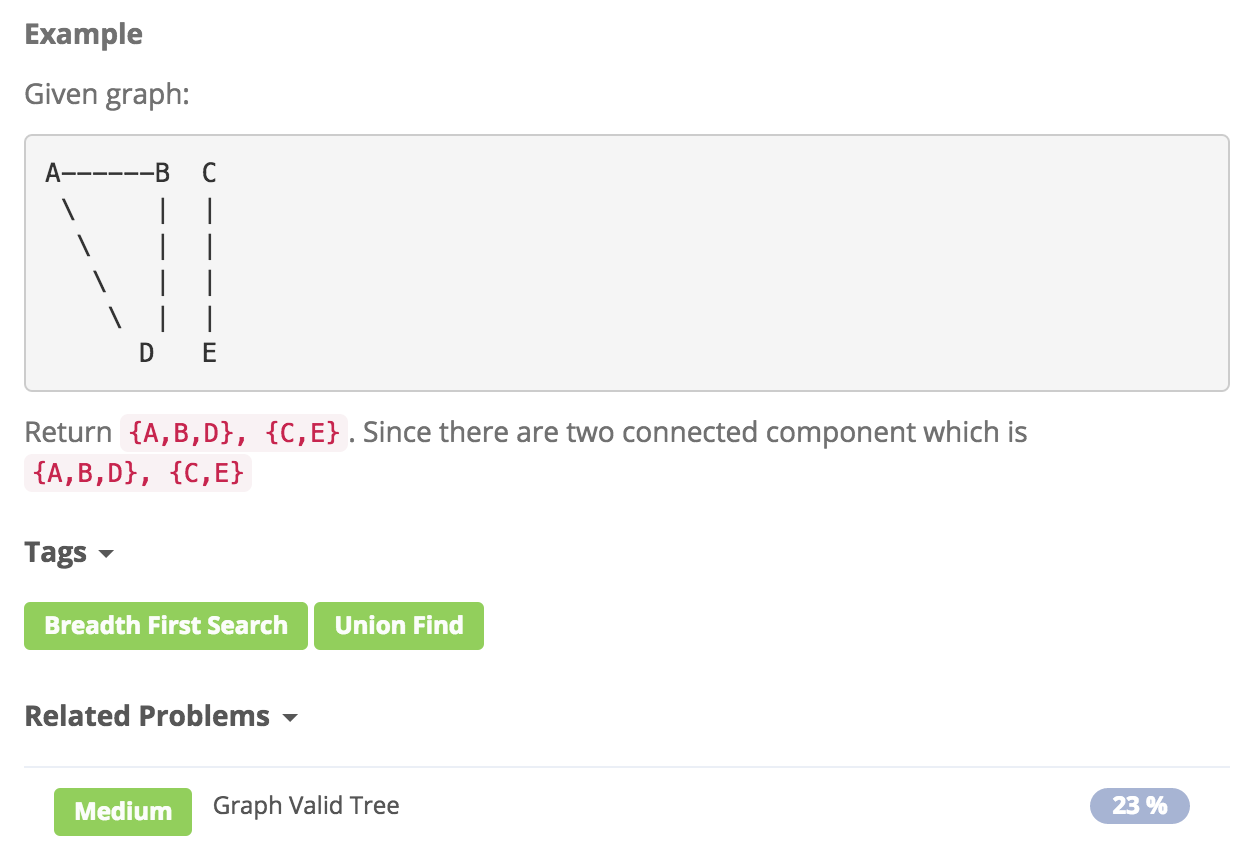 Example
Given graph:
A------B  C
 \     |  |
  \    |  |
   \   |  |
    \  |  |
      D   E
Return {A,B,D}, {C,E}. Since there are two connected component which is
{A,B,D}, {C,E}
Tags
Breadth First Search Union Find
Related Problems
Medium Graph Valid Tree 23 %